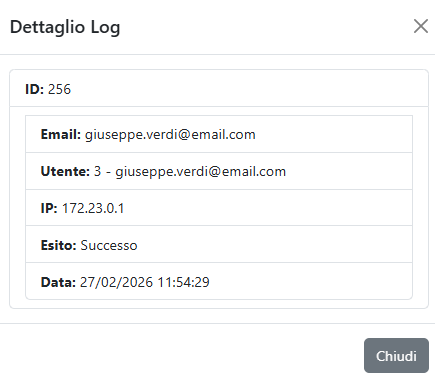 Dettaglio Log
ID: 256
Email: giuseppe.verdi@email.com
Utente: 3 - giuseppe.verdi@email.com
IP: 172.23.0.1
Esito: Successo
Data: 27/02/2026 11:54:29
Chiudi